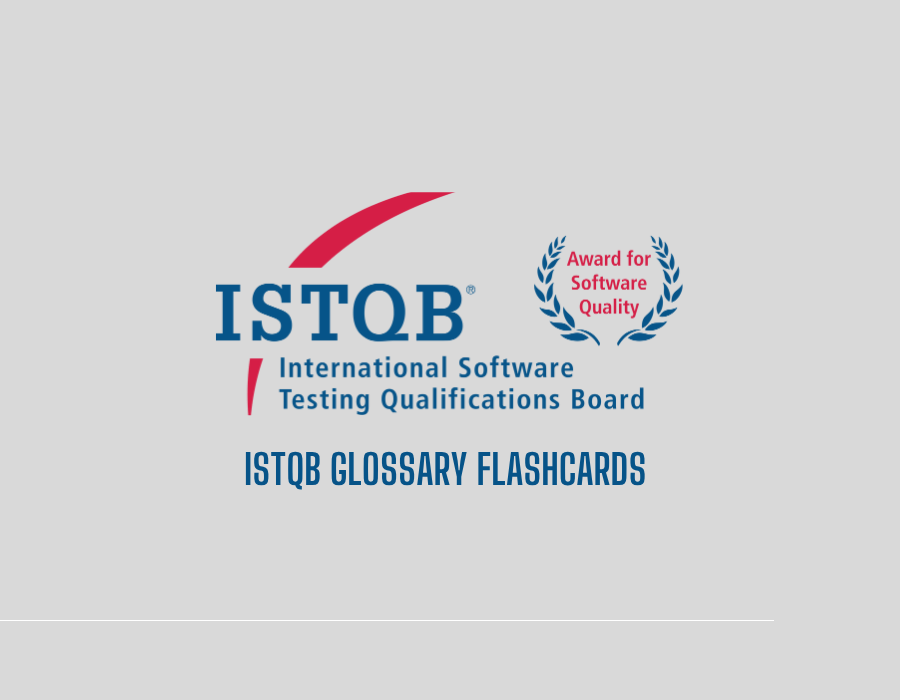 Award for
Software
Quality
ISTQB®
International Software
Testing Qualifications Board
ISTQB GLOSSARY FLASHCARDS